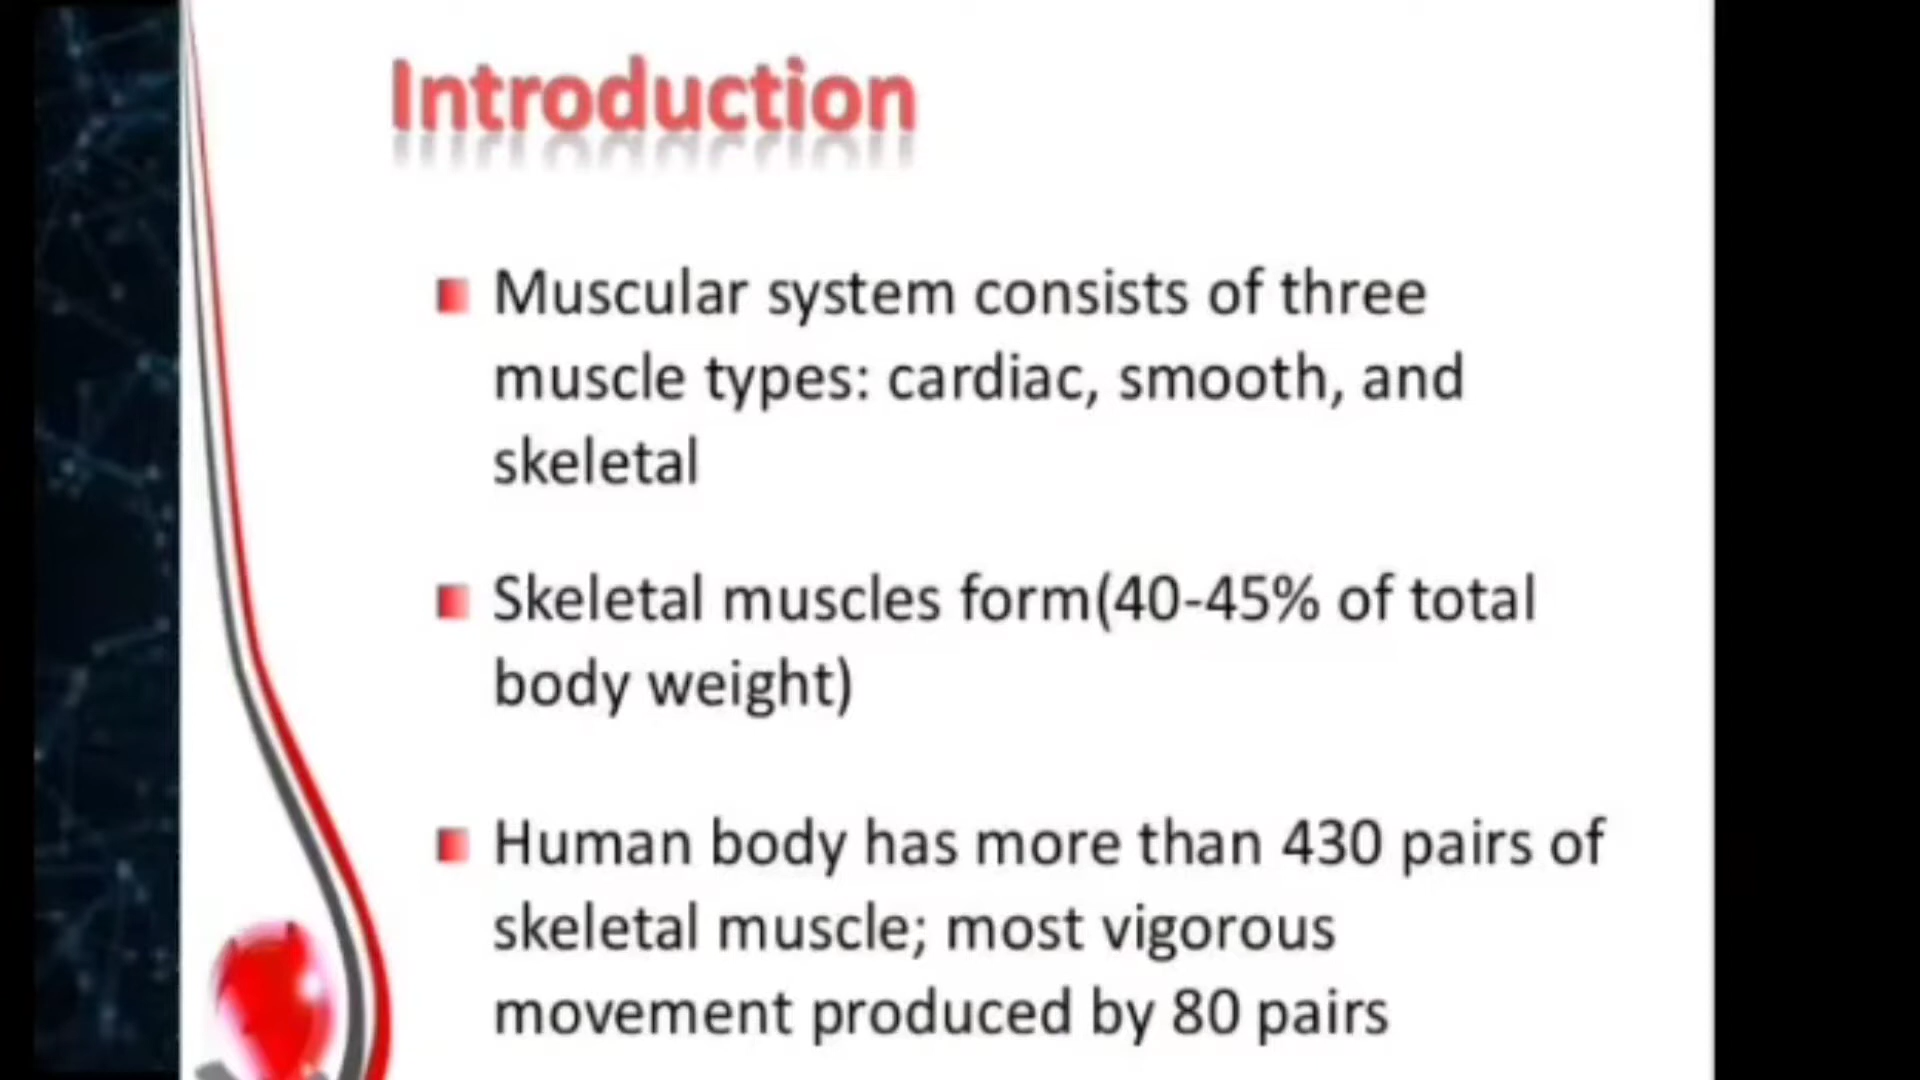 Introduction
Muscular system consists of three
muscle types: cardiac, smooth, and
skeletal
Skeletal muscles form(40-45% of total
body weight)
Human body has more than 430 pairs of
skeletal muscle; most vigorous
movement produced by 80 pairs